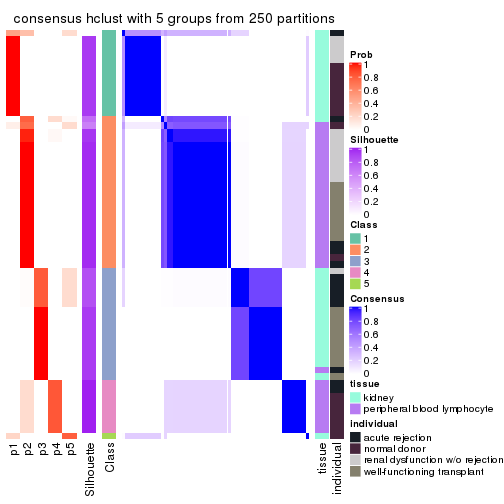 consensus hclust with 5 groups from 250 partitions
Prob
1
0.8
0.6
0.4
0.2
0
Silhouette
1
0.8
0.6
0.4
0.2
0
Class
1
2
3
4
5
Consensus
1
0.8
0.6
0.4
0.2
0
tissue
kidney
peripheral blood lymphocyte
individual
acute rejection
normal donor
renal dysfunction w/o rejection
well-functioning transplant
p1
p2
p3
p4
p5
Silhouette
Class
tissue
individual